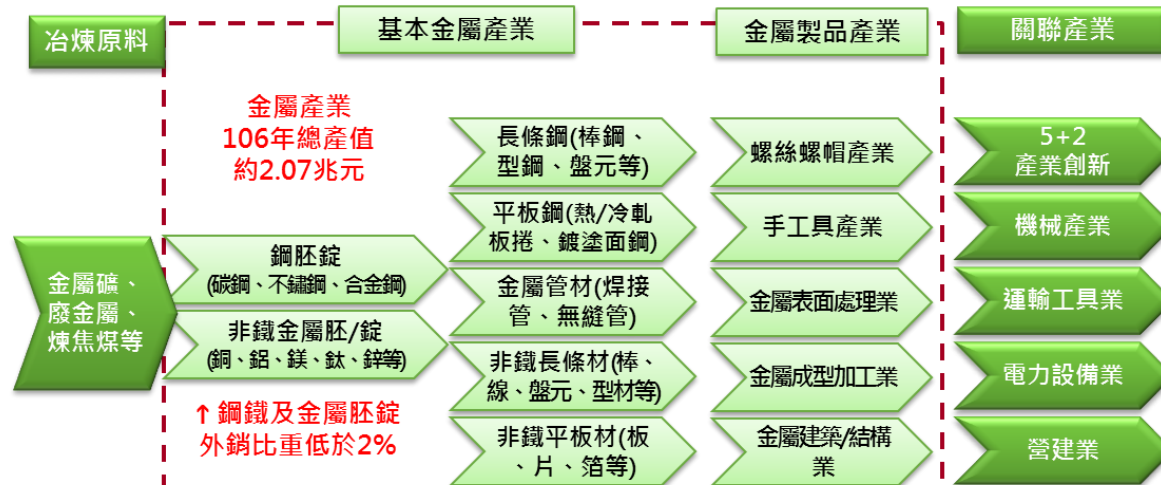 冶煉原料
基本金屬產業
金屬製品產業
關聯產業
金屬產業
106年總產值
約2.07兆元
金屬礦、
廢金屬、
煉焦煤等
鋼胚錠
(碳鋼、不鏽鋼、合金鋼)
非鐵金屬胚/錠
(銅、鋁、鎂、鈦、鋅等)
↑鋼鐵及金屬胚錠
外銷比重低於2%
長條鋼(棒鋼、
型鋼、盤元等)
平板鋼(熱/冷軋
板捲、鍍塗面鋼)
金屬管材(焊接
管、無縫管)
非鐵長條材(棒、
線、盤元、型材等)
非鐵平板材(板
、片、箔等)
螺絲螺帽產業
手工具產業
金屬表面處理業
金屬成型加工業
金屬建築/結構
業
5+2
產業創新
機械產業
運輸工具業
電力設備業
營建業